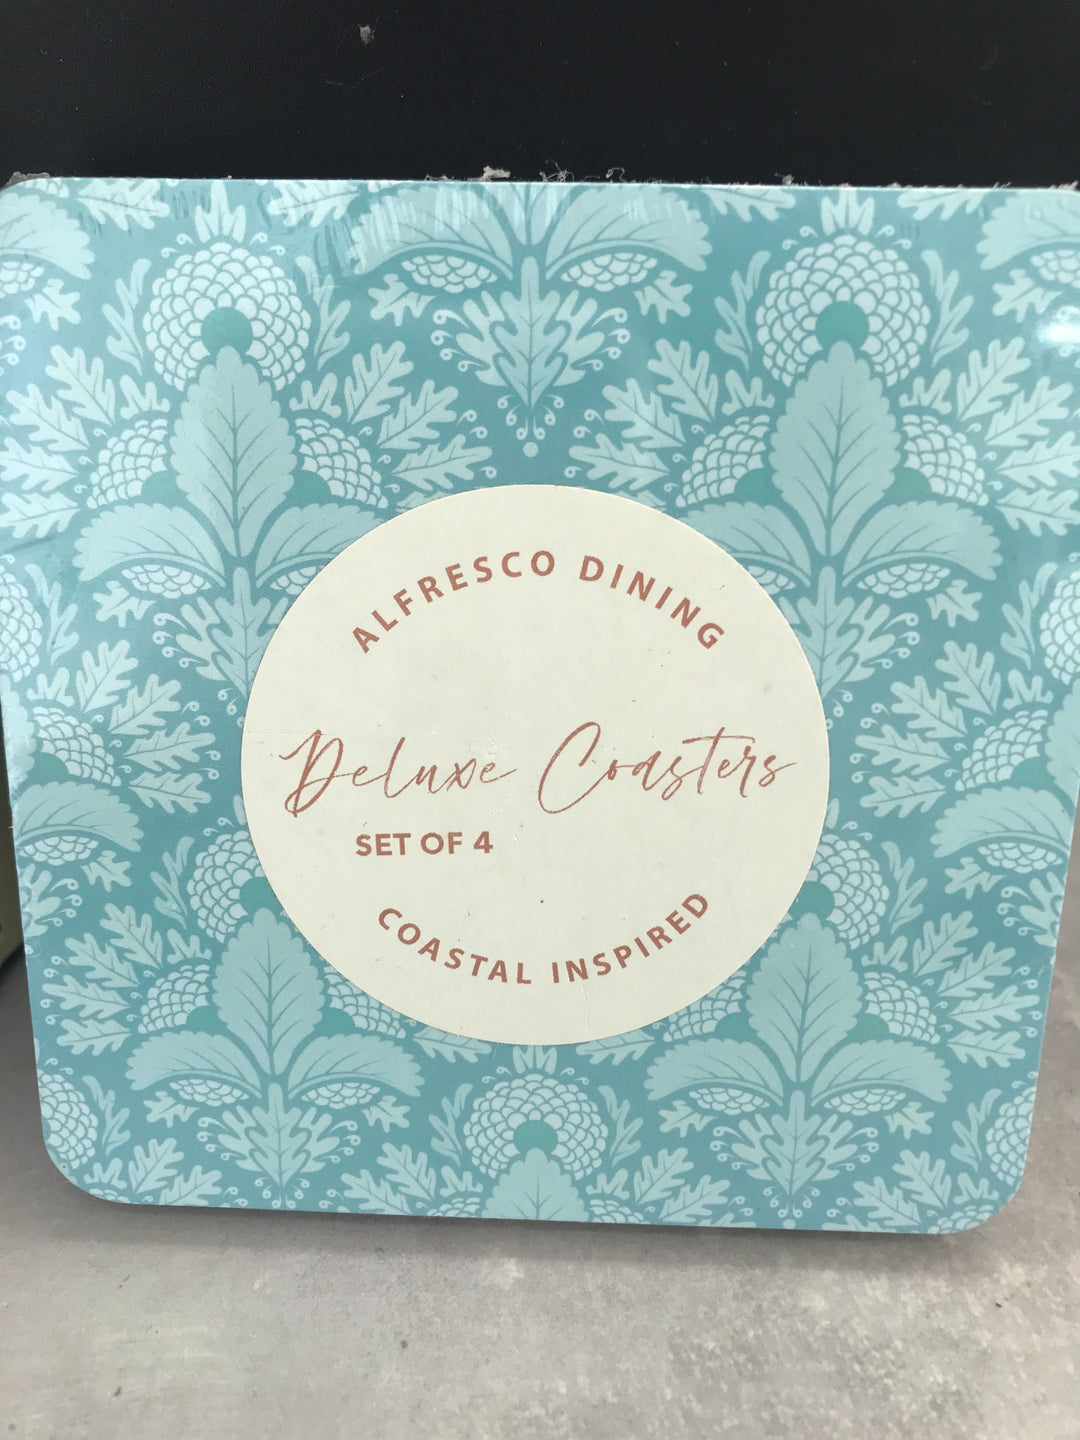 ALFRESCO DINING
Deluxe Coasters
SET OF 4
COASTAL INSPIRED